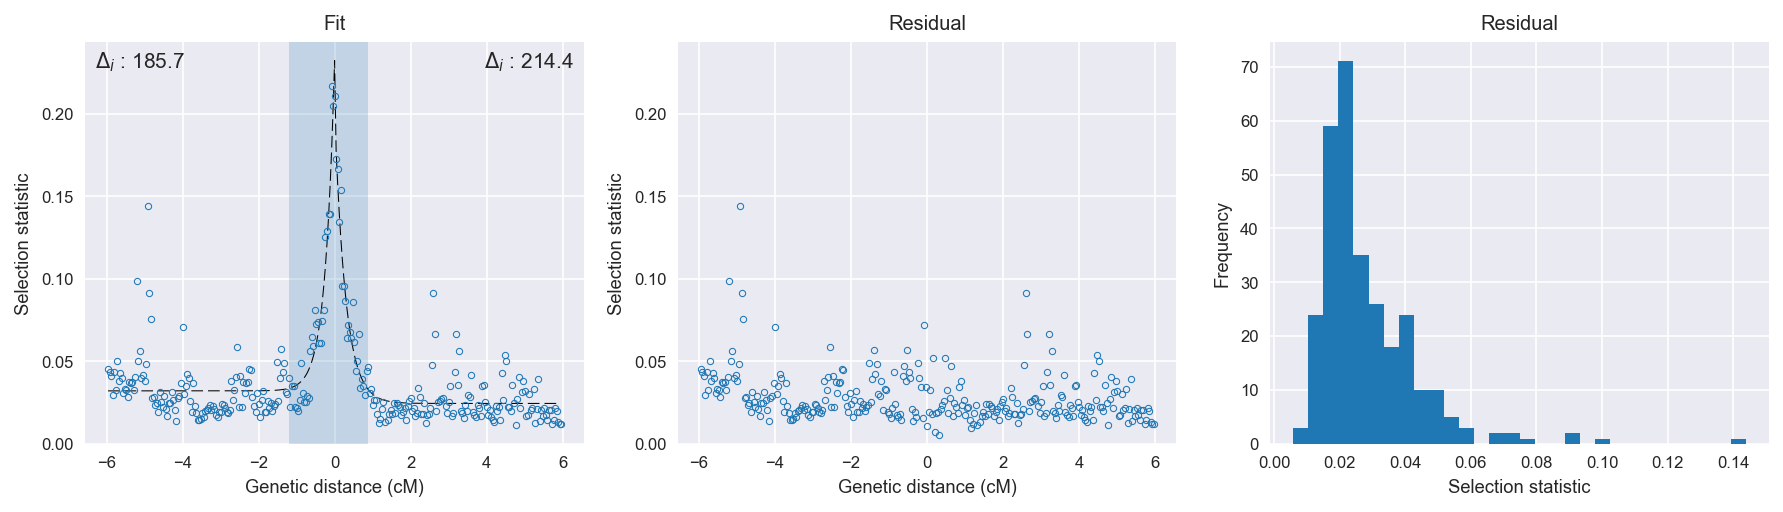 Fit
Δi : 185.7
Δi : 214.4
Selection statistic
0.20
0.15
0.10
0.05
0.00
−6 −4 −2 0 2 4 6
Genetic distance (cM)
Residual
Selection statistic
0.20
0.15
0.10
0.05
0.00
−6 −4 −2 0 2 4 6
Genetic distance (cM)
Residual
Frequency
70
60
50
40
30
20
10
0
0.00 0.02 0.04 0.06 0.08 0.10 0.12 0.14
Selection statistic